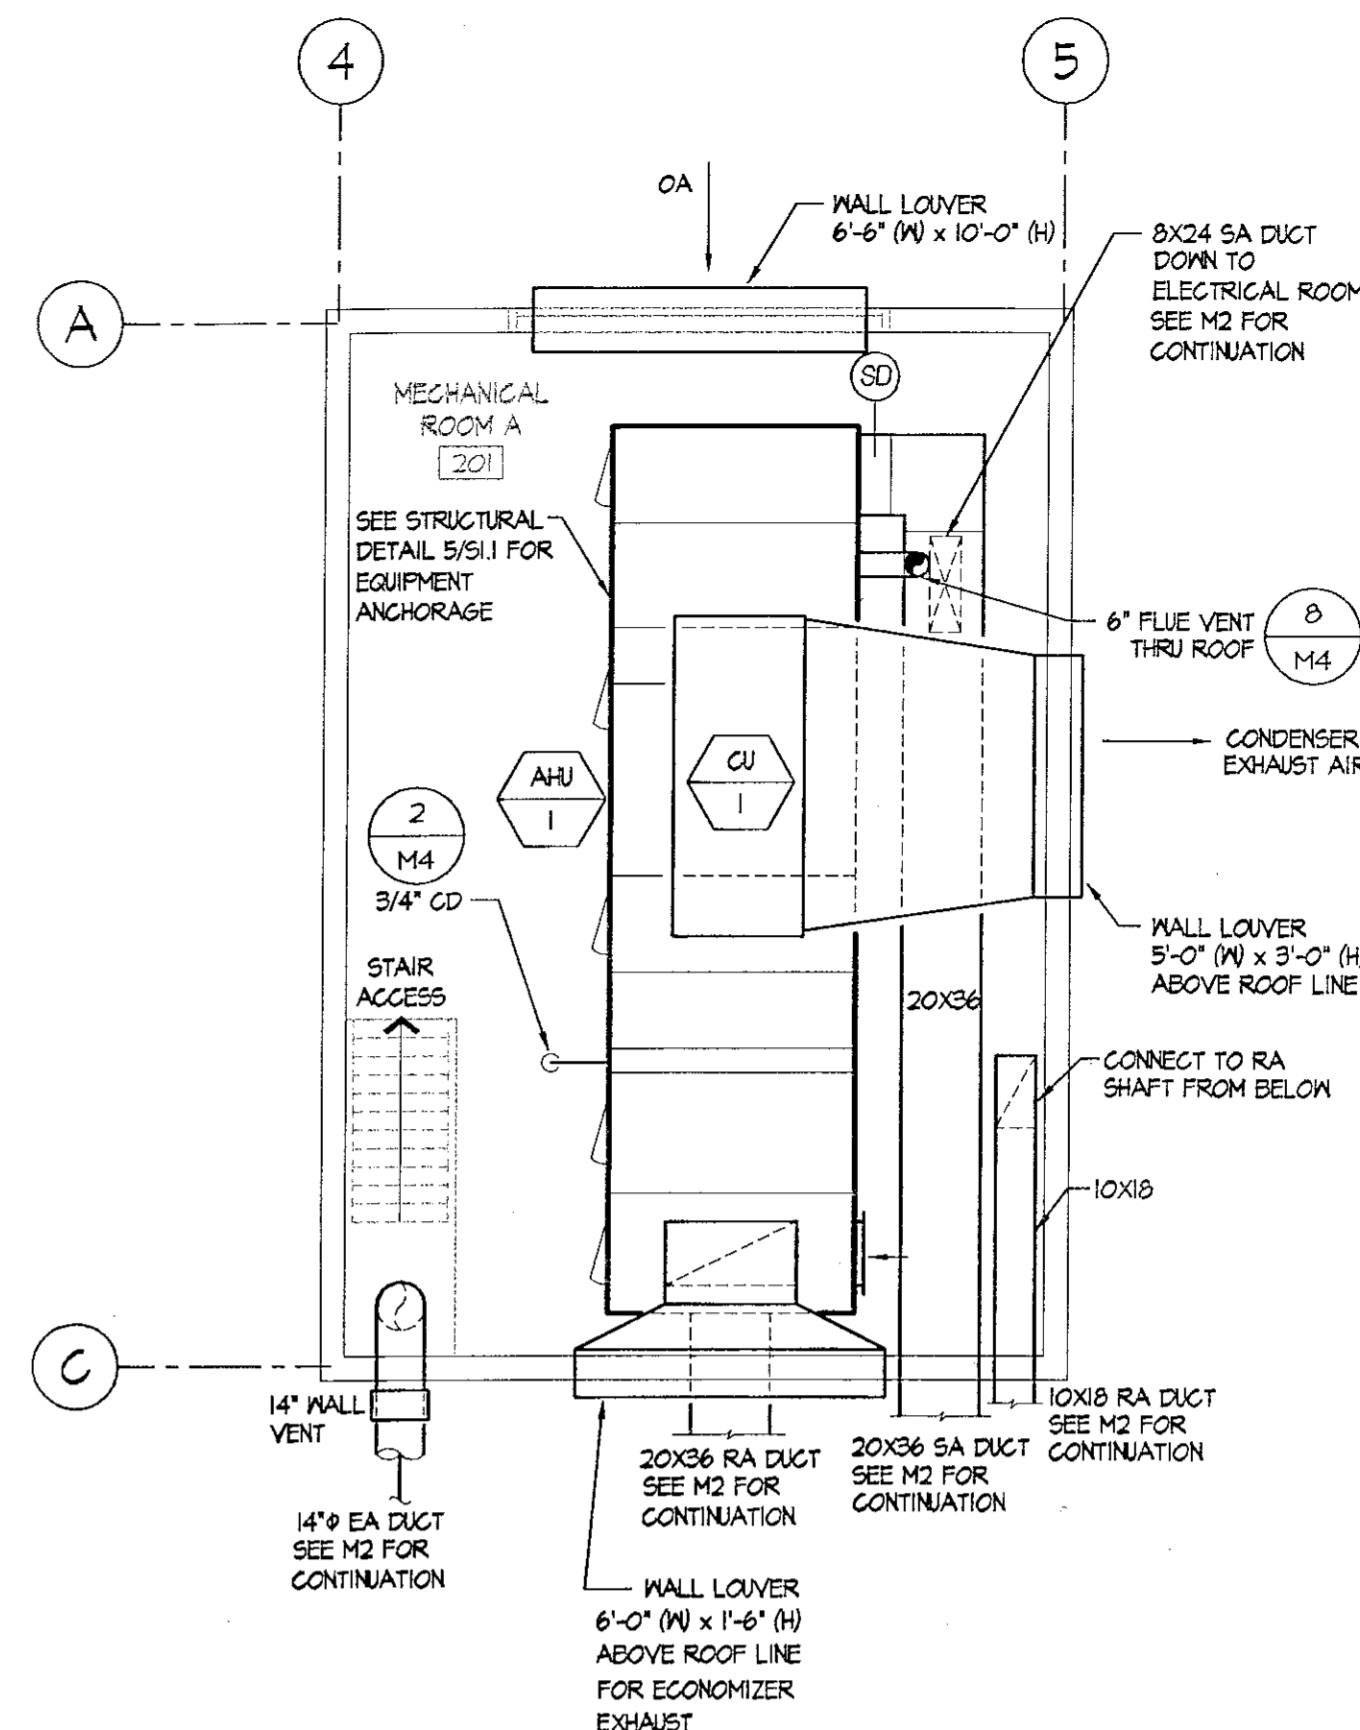 4
5
OA
WALL LOUVER
6'-6" (W) x 10'-0" (H)
8X24 SA DUCT
DOWN TO
ELECTRICAL ROOM
SEE M2 FOR
CONTINUATION
A
SD
MECHANICAL
ROOM A
201
SEE STRUCTURAL
DETAIL 5/S1.1 FOR
EQUIPMENT
ANCHORAGE
6" FLUE VENT
THRU ROOF
8
M4
CONDENSER
EXHAUST AIR
AHU
1
CU
1
2
M4
3/4" CD
WALL LOUVER
5'-0" (W) x 3'-0" (H)
ABOVE ROOF LINE
STAIR
ACCESS
20X36
CONNECT TO RA
SHAFT FROM BELOW
10X18
C
14" WALL
VENT
10X18 RA DUCT
SEE M2 FOR
CONTINUATION
20X36 RA DUCT
SEE M2 FOR
CONTINUATION
20X36 SA DUCT
SEE M2 FOR
CONTINUATION
14"ϕ EA DUCT
SEE M2 FOR
CONTINUATION
WALL LOUVER
6'-0" (W) x 1'-6" (H)
ABOVE ROOF LINE
FOR ECONOMIZER
EXHAUST